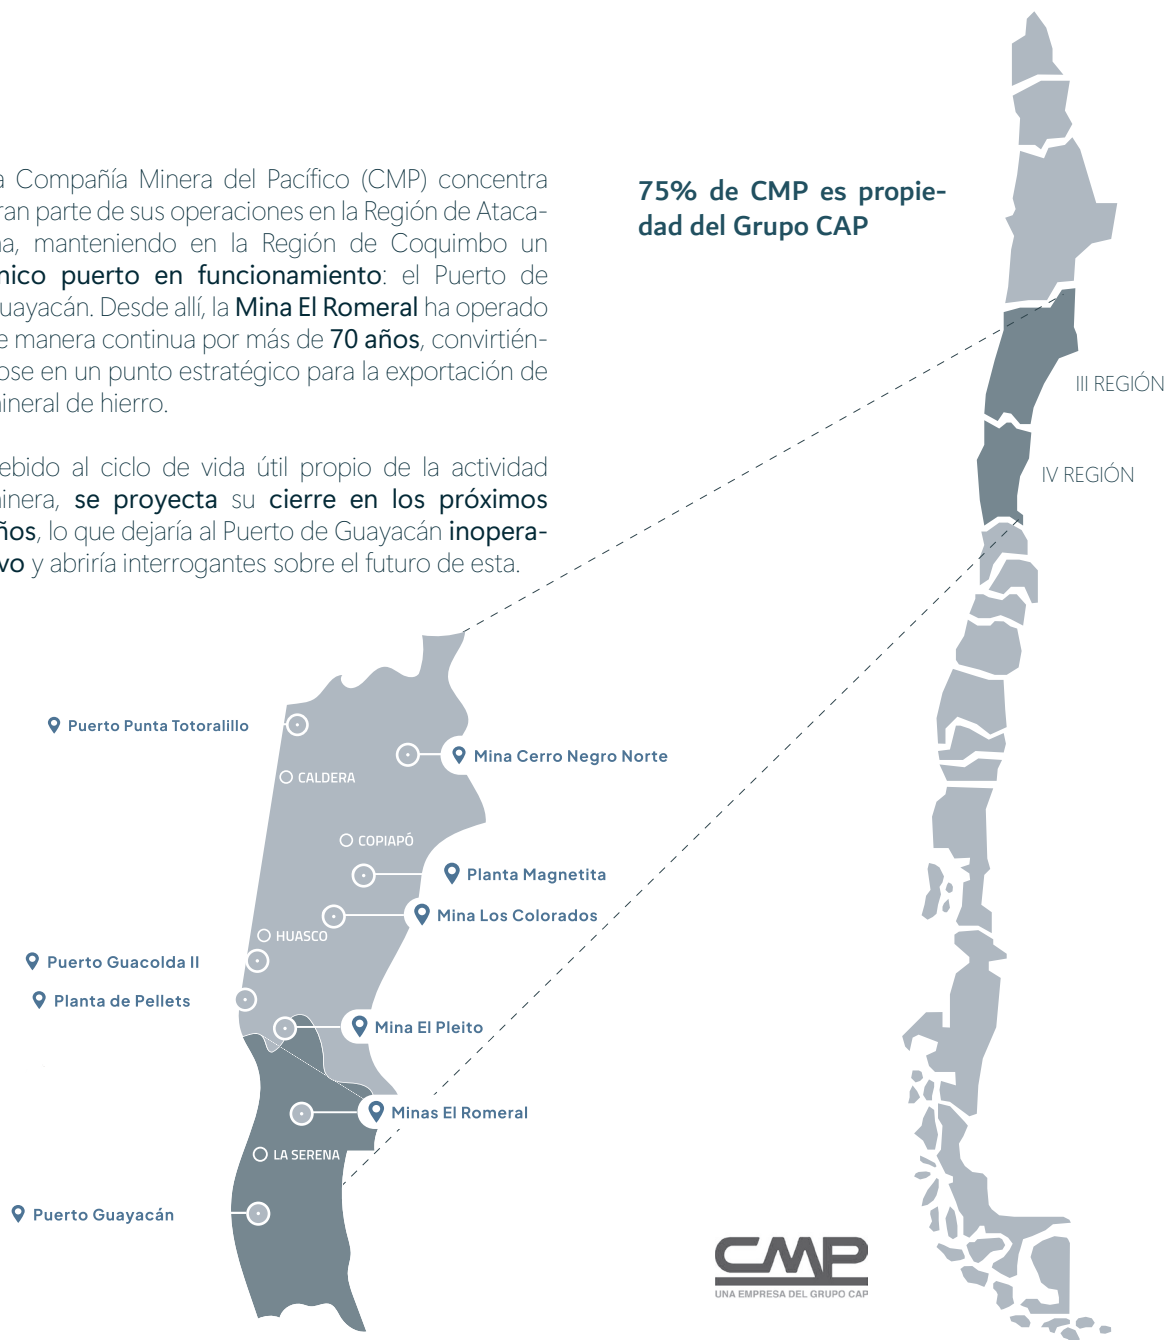 a Compañía Minera del Pacífico (CMP) concentra
ran parte de sus operaciones en la Región de Ataca-
na, manteniendo en la Región de Coquimbo un
nico puerto en funcionamiento: el Puerto de
uayacán. Desde allí, la Mina El Romeral ha operado
e manera continua por más de 70 años, convirtién-
ose en un punto estratégico para la exportación de
nineral de hierro.
ebido al ciclo de vida útil propio de la actividad
ninera, se proyecta su cierre en los próximos
ños, lo que dejaría al Puerto de Guayacán inopera-
vo y abriría interrogantes sobre el futuro de esta.
75% de CMP es propie-
dad del Grupo CAP
III REGIÓN
IV REGIÓN
Puerto Punta Totoralillo
Mina Cerro Negro Norte
CALDERA
COPIAPÓ
Planta Magnetita
Mina Los Colorados
HUASCO
Puerto Guacolda II
Planta de Pellets
Mina El Pleito
Minas El Romeral
LA SERENA
Puerto Guayacán
CMP
UNA EMPRESA DEL GRUPO CAP